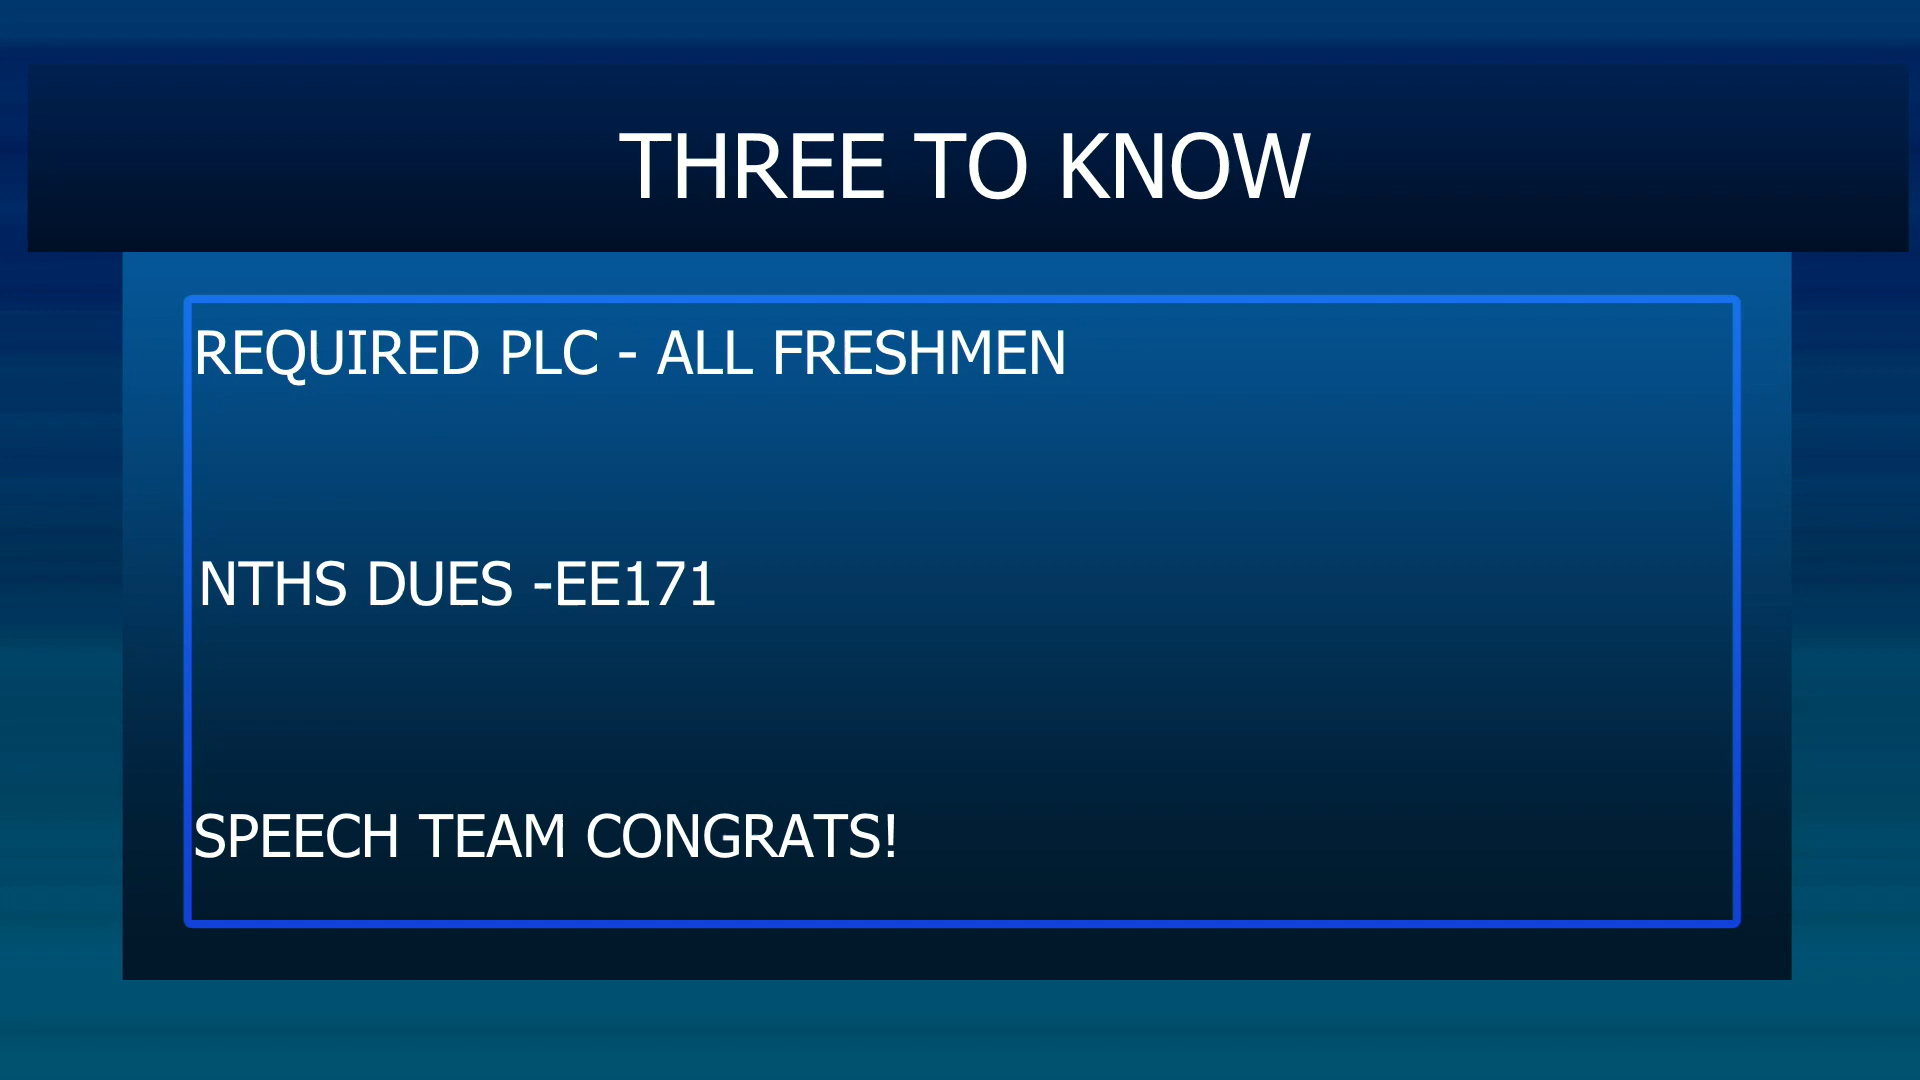 THREE TO KNOW
REQUIRED PLC - ALL FRESHMEN
NTHS DUES -EE171
SPEECH TEAM CONGRATS!